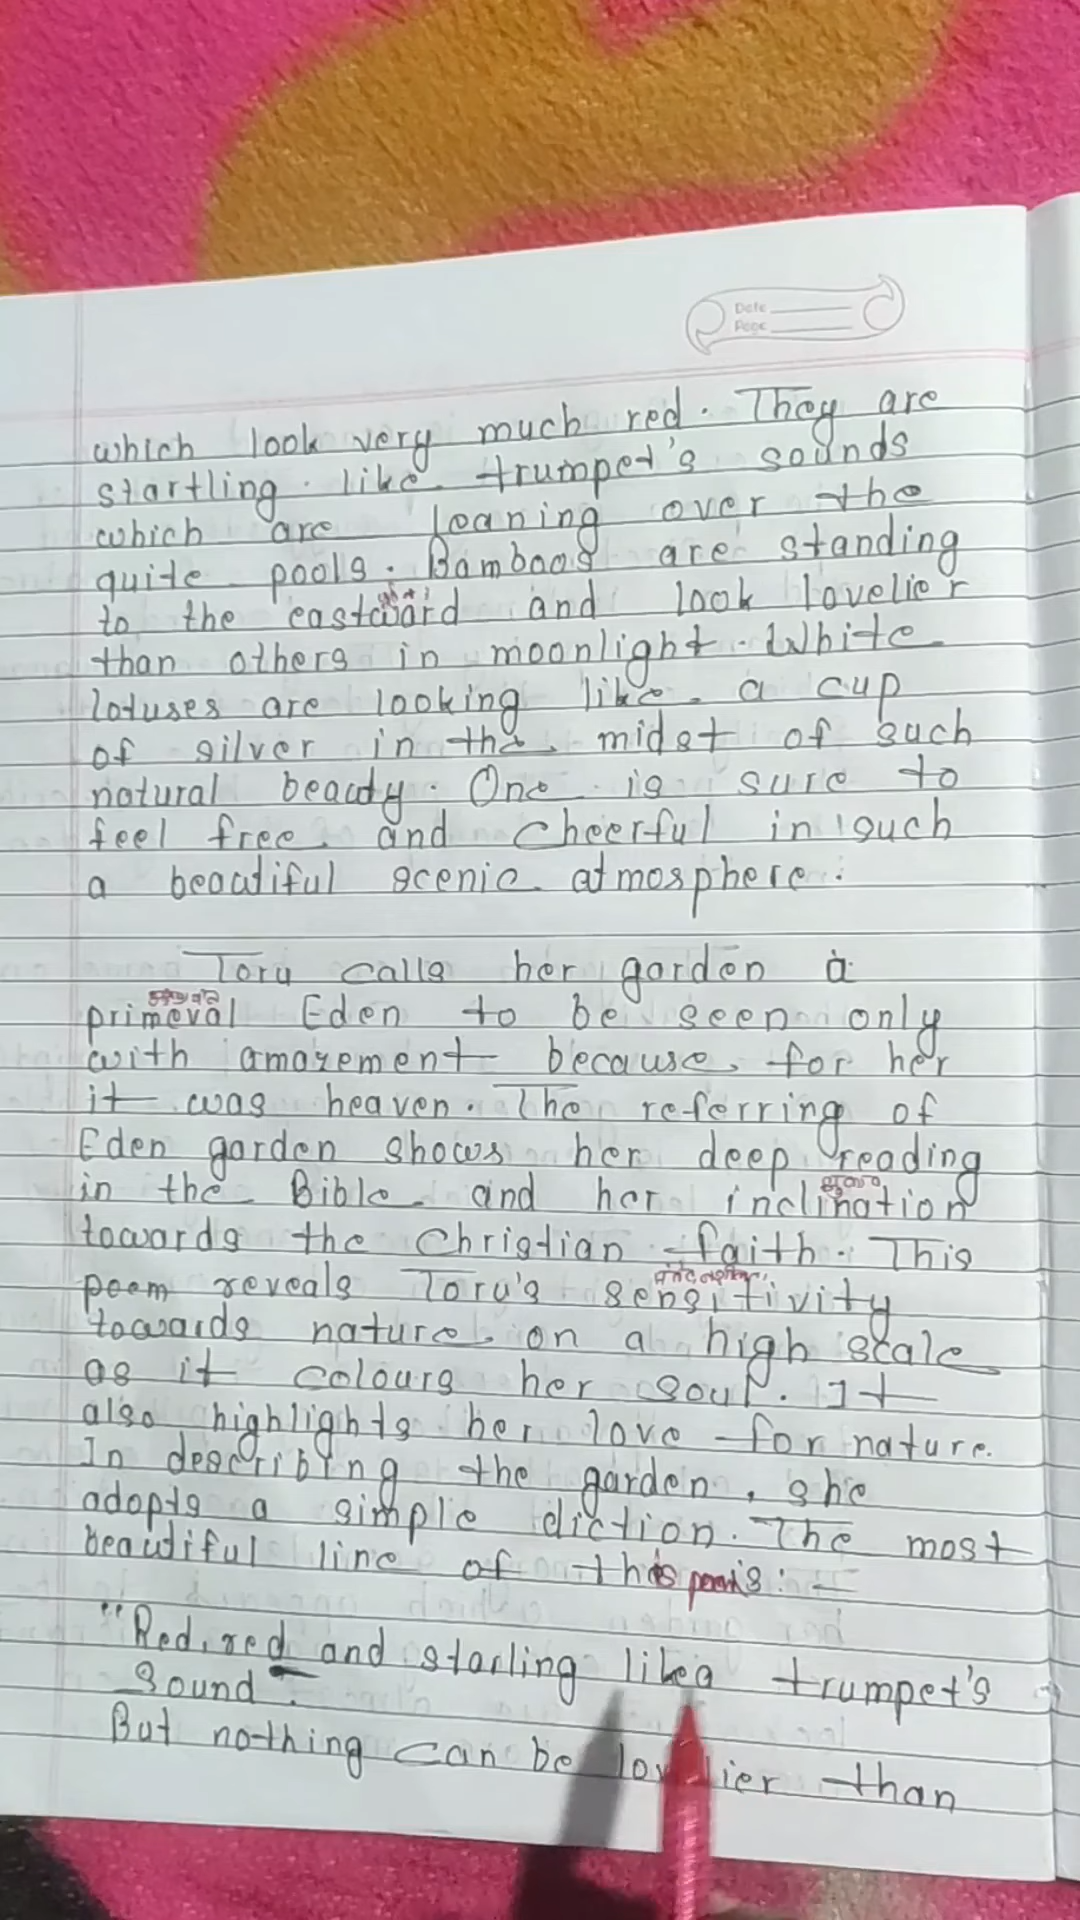 Date
Page
which look very much red. They are
startling like trumpet's sounds
which are leaning over the
quite pools. Bamboos are standing
to the eastward and look lovelier
than others in moonlight. White
lotuses are looking like a cup
of silver in the midst of such
natural beauty. One is sure to
feel free and cheerful in such
a beautiful scenic atmosphere.
Toru calls her garden a
primeval Eden to be seen only
with amazement because for her
it was heaven. The referring of
Eden garden shows her deep reading
in the Bible and her inclination
towards the Christian faith. This
poem reveals Toru's sensitivity
towards nature on a high scale
as it colours her soul. It
also highlights her love for nature.
In describing the garden, she
adopts a simple diction. The most
beautiful line of this poem is :-
"Red, red and starling like a trumpet's
Sound.
But nothing can be lovelier than